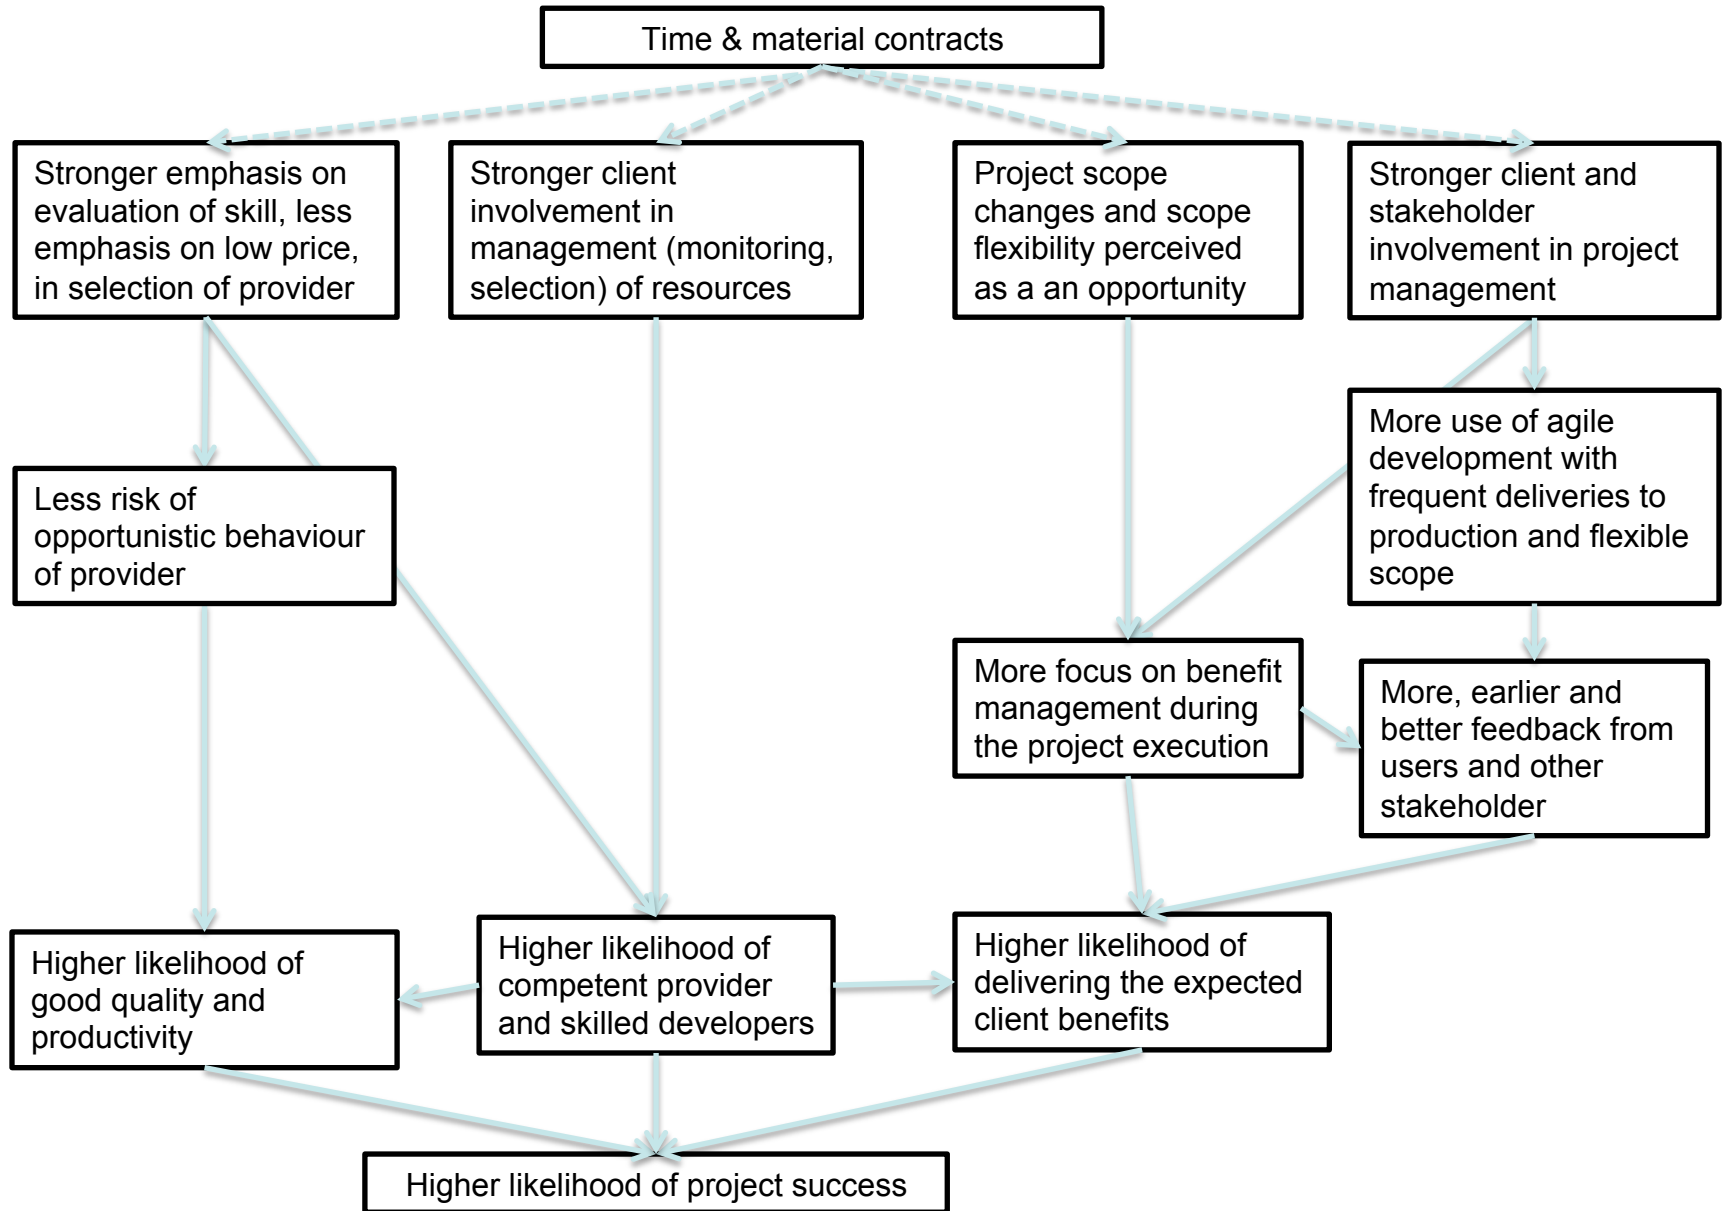 Time & material contracts
Stronger emphasis on
evaluation of skill, less
emphasis on low price,
in selection of provider
Stronger client
involvement in
management (monitoring,
selection) of resources
Project scope
changes and scope
flexibility perceived
as a an opportunity
Stronger client and
stakeholder
involvement in project
management
Less risk of
opportunistic behaviour
of provider
More use of agile
development with
frequent deliveries to
production and flexible
scope
More focus on benefit
management during
the project execution
More, earlier and
better feedback from
users and other
stakeholder
Higher likelihood of
good quality and
productivity
Higher likelihood of
competent provider
and skilled developers
Higher likelihood of
delivering the expected
client benefits
Higher likelihood of project success